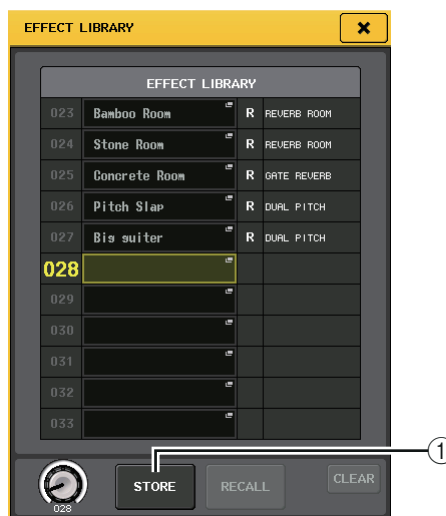 EFFECT LIBRARY
EFFECT LIBRARY
023 Bamboo Room R REVERB ROOM
024 Stone Room R REVERB ROOM
025 Concrete Room R GATE REVERB
026 Pitch Slap R DUAL PITCH
027 Big guiter R DUAL PITCH
028
029
030
031
032
033
1
STORE RECALL CLEAR
028